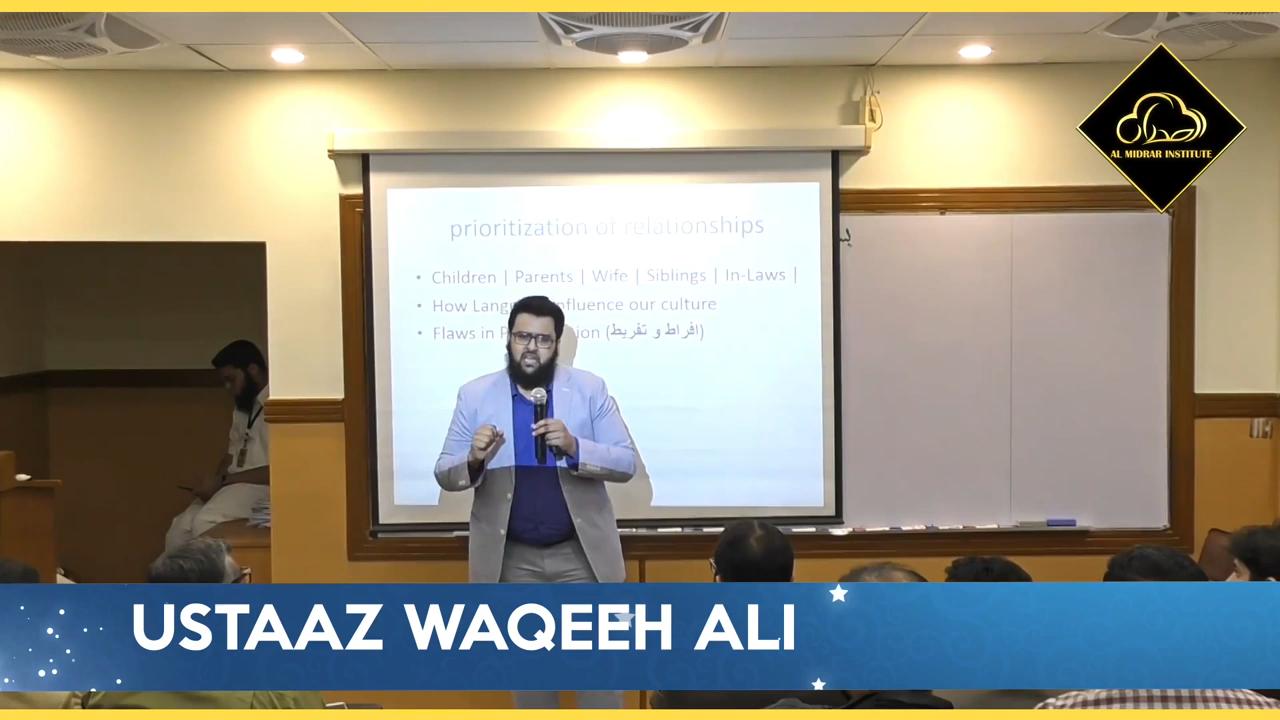 AL MIDRAR INSTITUTE
prioritization of relationships
• Children | Parents | Wife | Siblings | In-Laws |
• How influence our culture
• Flaws in (افراط و تفریط)
USTAAZ WAQEEH ALI